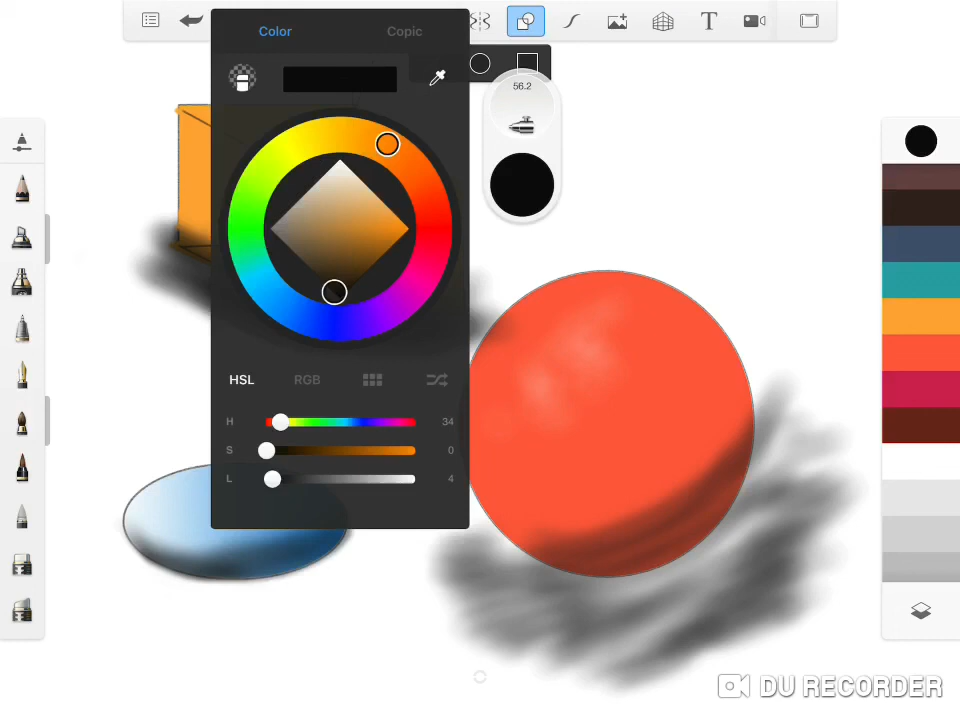 Color Copic
56.2
T
HSL RGB
H 34
S 0
L 4
DU RECORDER